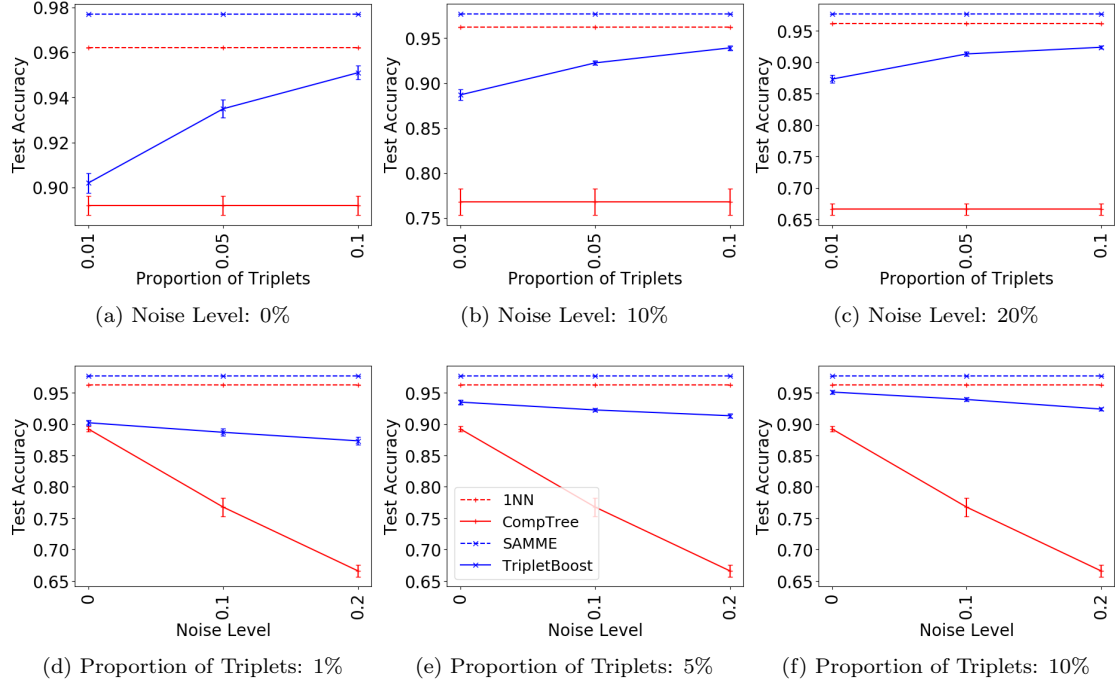 0.98
0.96
0.94
0.92
0.90
Test Accuracy
0.01
0.05
0.1
Proportion of Triplets
(a) Noise Level: 0%
0.95
0.90
0.85
0.80
0.75
Test Accuracy
0.01
0.05
0.1
Proportion of Triplets
(b) Noise Level: 10%
0.95
0.90
0.85
0.80
0.75
0.70
0.65
Test Accuracy
0.01
0.05
0.1
Proportion of Triplets
(c) Noise Level: 20%
0.95
0.90
0.85
0.80
0.75
0.70
0.65
Test Accuracy
0
0.1
0.2
Noise Level
(d) Proportion of Triplets: 1%
0.95
0.90
0.85
0.80
0.75
0.70
0.65
Test Accuracy
1NN
CompTree
SAMME
TripletBoost
0
0.1
0.2
Noise Level
(e) Proportion of Triplets: 5%
0.95
0.90
0.85
0.80
0.75
0.70
0.65
Test Accuracy
0
0.1
0.2
Noise Level
(f) Proportion of Triplets: 10%